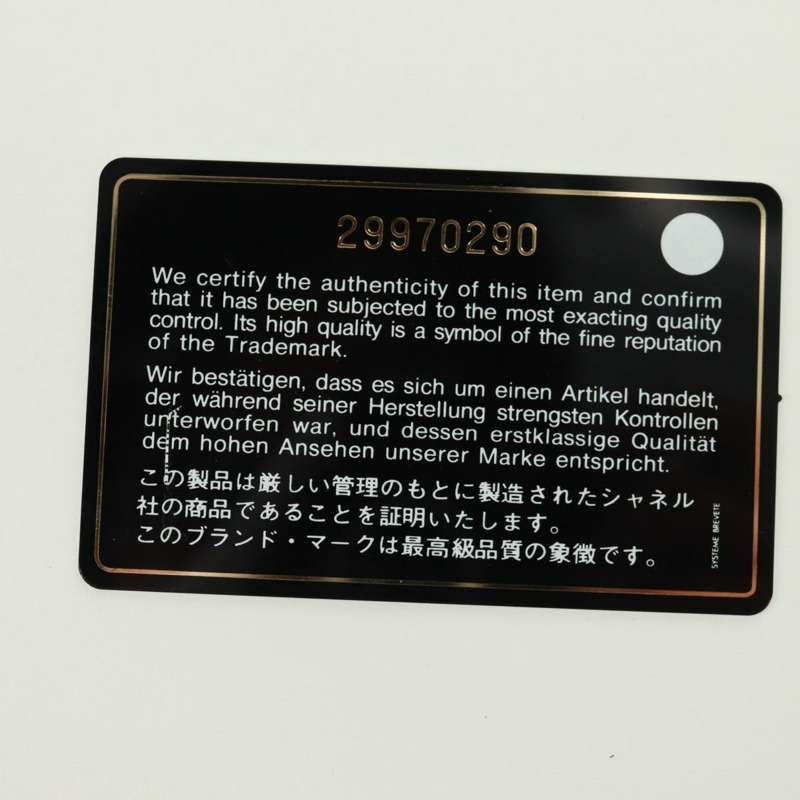 29970290
We certify the authenticity of this item and confirm
that it has been subjected to the most exacting quality
control. Its high quality is a symbol of the fine reputation
of the Trademark.
Wir bestätigen, dass es sich um einen Artikel handelt,
der während seiner Herstellung strengsten Kontrollen
unterworfen war, und dessen erstklassige Qualität
dem hohen Ansehen unserer Marke entspricht.
この製品は厳しい管理のもとに製造されたシャネル
社の商品であることを証明いたします。
このブランド・マークは最高級品質の象徴です。
SYSTEME BREVETE